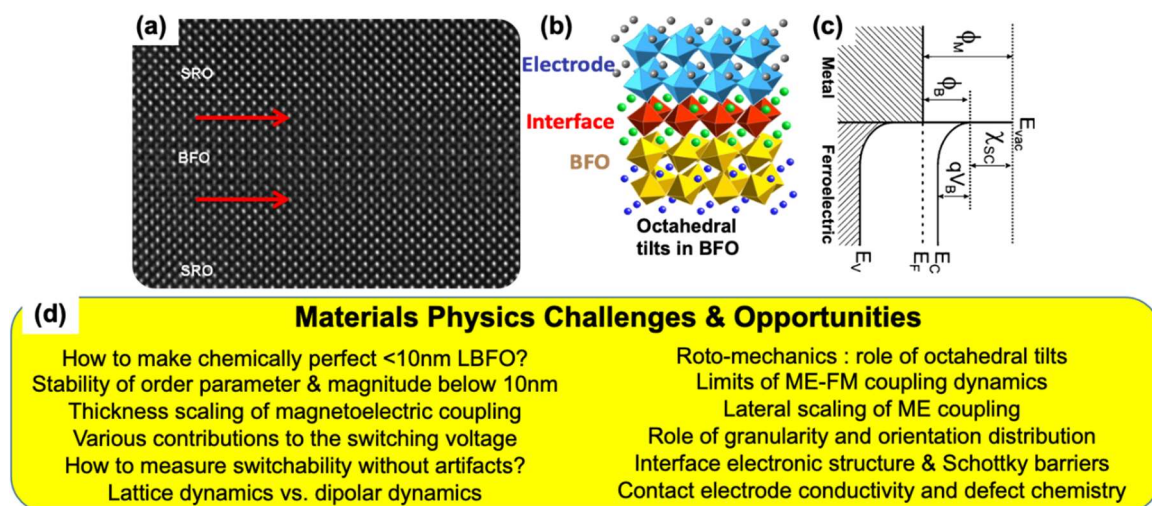 (a)
SRO
BFO
SRO
(b)
Electrode
Interface
BFO
Octahedral
tilts in BFO
(c)
Metal
Ferroelectric
ϕM
ϕB
Evac
χSC
qVB
EC
EF
EV
(d)
Materials Physics Challenges & Opportunities
How to make chemically perfect <10nm LBFO?
Stability of order parameter & magnitude below 10nm
Thickness scaling of magnetoelectric coupling
Various contributions to the switching voltage
How to measure switchability without artifacts?
Lattice dynamics vs. dipolar dynamics
Roto-mechanics : role of octahedral tilts
Limits of ME-FM coupling dynamics
Lateral scaling of ME coupling
Role of granularity and orientation distribution
Interface electronic structure & Schottky barriers
Contact electrode conductivity and defect chemistry